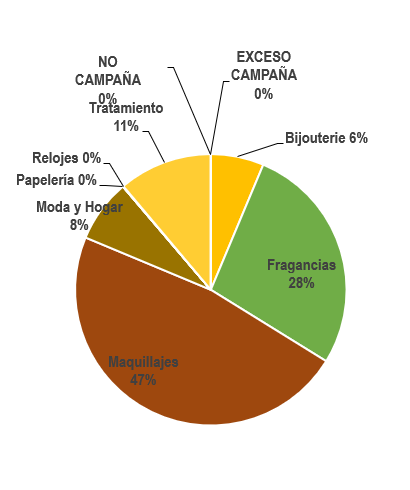 NO
CAMPAÑA
0%
EXCESO
CAMPAÑA
0%
Tratamiento
11%
Bijouterie 6%
Relojes 0%
Papelería 0%
Moda y Hogar
8%
Fragancias
28%
Maquillajes
47%